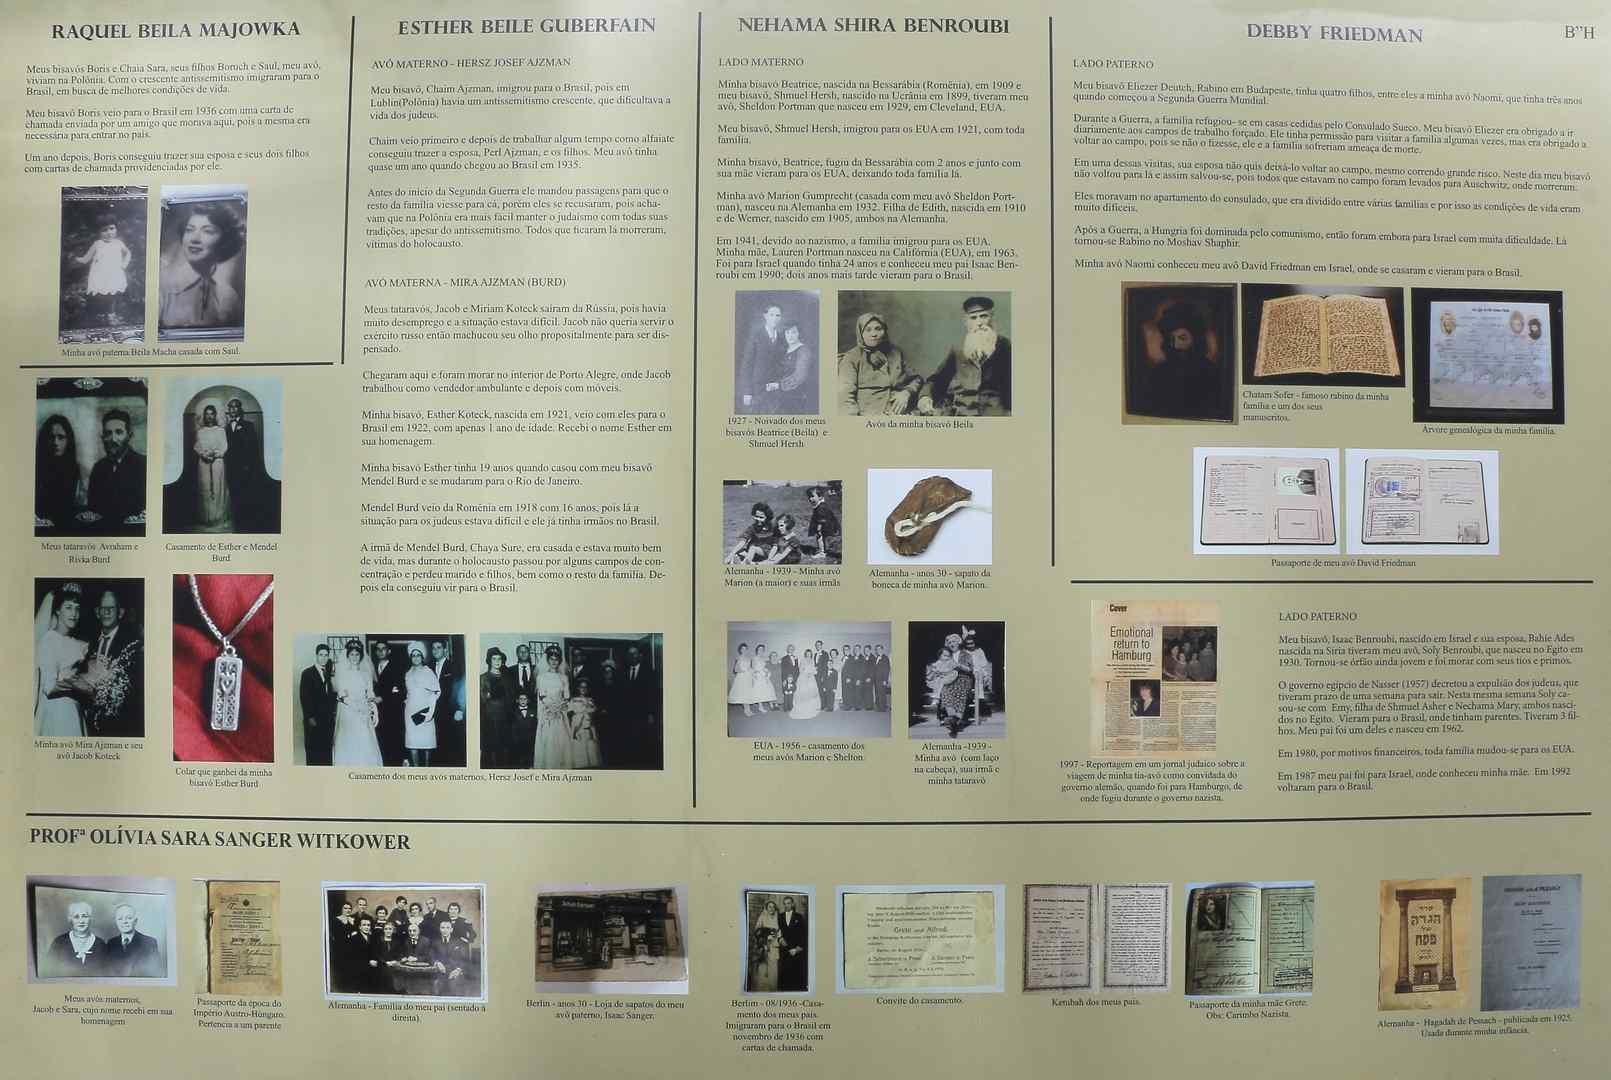 RAQUEL BEILA MAJOWKA
Meus bisavós Boris e Chaia Sara, seus filhos Boruch e Saul, meu avô,
viviam na Polônia. Com o crescente antissemitismo imigraram para o
Brasil, em busca de melhores condições de vida.
Meu bisavô Boris veio para o Brasil em 1936 com uma carta de
chamada enviada por um amigo que morava aqui, pois a mesma era
necessária para entrar no país.
Um ano depois, Boris conseguiu trazer sua esposa e seus dois filhos
com cartas de chamada providenciadas por ele.
Minha avó paterna Beila Macha casada com Saul.
ESTHER BEILE GUBERFAIN
AVÔ MATERNO - HERSZ JOSEF AJZMAN
Meu bisavô, Chaim Ajzman, imigrou para o Brasil, pois em
Lublin(Polônia) havia um antissemitismo crescente, que dificultava a
vida dos judeus.
Chaim veio primeiro e depois de trabalhar algum tempo como alfaiate
conseguiu trazer a esposa, Perl Ajzman, e os filhos. Meu avô tinha
quase um ano quando chegou ao Brasil em 1935.
Antes do início da Segunda Guerra ele mandou passagens para que o
resto da família viesse para cá, porém eles se recusaram, pois acha-
vam que na Polônia era mais fácil manter o judaísmo com todas suas
tradições, apesar do antissemitismo. Todos que ficaram lá morreram,
vítimas do holocausto.
AVÓ MATERNA - MIRA AJZMAN (BURD)
Meus tataravós, Jacob e Miriam Koteck saíram da Rússia, pois havia
muito desemprego e a situação estava difícil. Jacob não queria servir o
exército russo então machucou seu olho propositalmente para ser dis-
pensado.
Chegaram aqui e foram morar no interior de Porto Alegre, onde Jacob
trabalhou como vendedor ambulante e depois com móveis.
Minha bisavó, Esther Koteck, nascida em 1921, veio com eles para o
Brasil em 1922, com apenas 1 ano de idade. Recebi o nome Esther em
sua homenagem.
Minha bisavó Esther tinha 19 anos quando casou com meu bisavô
Mendel Burd e se mudaram para o Rio de Janeiro.
Mendel Burd veio da Romênia em 1918 com 16 anos, pois lá a
situação para os judeus estava difícil e ele já tinha irmãos no Brasil.
A irmã de Mendel Burd, Chaya Sure, era casada e estava muito bem
de vida, mas durante o holocausto passou por alguns campos de con-
centração e perdeu marido e filhos, bem como o resto da família. De-
pois ela conseguiu vir para o Brasil.
Meus tataravós Avraham e
Rivka Burd
Casamento de Esther e Mendel
Burd
Minha avó Mira Ajzman e seu
avô Jacob Koteck
Colar que ganhei da minha
bisavó Esther Burd
Casamento dos meus avós maternos, Hersz Josef e Mira Ajzman
NEHAMA SHIRA BENROUBI
LADO MATERNO
Minha bisavó Beatrice, nascida na Bessarábia (Romênia), em 1909 e
meu bisavô, Shmuel Hersh, nascido na Ucrânia em 1899, tiveram meu
avô, Sheldon Portman que nasceu em 1929, em Cleveland, EUA.
Meu bisavô, Shmuel Hersh, imigrou para os EUA em 1921, com toda
família.
Minha bisavó, Beatrice, fugiu da Bessarábia com 2 anos e junto com
sua mãe vieram para os EUA, deixando toda família lá.
Minha avó Marion Gumprecht (casada com meu avô Sheldon Port-
man), nasceu na Alemanha em 1932. Filha de Edith, nascida em 1910
e de Werner, nascido em 1905, ambos na Alemanha.
Em 1941, devido ao nazismo, a família imigrou para os EUA.
Minha mãe, Lauren Portman nasceu na Califórnia (EUA), em 1963.
Foi para Israel quando tinha 24 anos e conheceu meu pai Isaac Ben-
roubi em 1990; dois anos mais tarde vieram para o Brasil.
1927 - Noivado dos meus
bisavós Beatrice (Beila) e
Shmuel Hersh
Avós da minha bisavó Beila
Alemanha - 1939 - Minha avó
Marion (a maior) e suas irmãs
Alemanha - anos 30 - sapato da
boneca de minha avó Marion.
EUA - 1956 - casamento dos
meus avós Marion e Shelton.
Alemanha -1939 -
Minha avó (com laço
na cabeça), sua irmã e
minha tataravó
DEBBY FRIEDMAN
B"H
LADO PATERNO
Meu bisavô Eliezer Deutch, Rabino em Budapeste, tinha quatro filhos, entre eles a minha avó Naomi, que tinha três anos
quando começou a Segunda Guerra Mundial.
Durante a Guerra, a família refugiou- se em casas cedidas pelo Consulado Sueco. Meu bisavô Eliezer era obrigado a ir
diariamente aos campos de trabalho forçado. Ele tinha permissão para visitar a família algumas vezes, mas era obrigado a
voltar ao campo, pois se não o fizesse, ele e a família sofreriam ameaça de morte.
Em uma dessas visitas, sua esposa não quis deixá-lo voltar ao campo, mesmo correndo grande risco. Neste dia meu bisavô
não voltou para lá e assim salvou-se, pois todos que estavam no campo foram levados para Auschwitz, onde morreram.
Eles moravam no apartamento do consulado, que era dividido entre várias famílias e por isso as condições de vida eram
muito difíceis.
Após a Guerra, a Hungria foi dominada pelo comunismo, então foram embora para Israel com muita dificuldade. Lá
tornou-se Rabino no Moshav Shaphir.
Minha avó Naomi conheceu meu avô David Friedman em Israel, onde se casaram e vieram para o Brasil.
Chatam Sofer - famoso rabino da minha
família e um dos seus
manuscritos.
Árvore genealógica da minha família.
Passaporte de meu avô David Friedman
Cover
Emotional
return to
Hamburg
1997 - Reportagem em um jornal judaico sobre a
viagem de minha tia-avó como convidada do
governo alemão, quando foi para Hamburgo, de
onde fugiu durante o governo nazista.
LADO PATERNO
Meu bisavô, Isaac Benroubi, nascido em Israel e sua esposa, Bahie Ades
nascida na Síria tiveram meu avô, Soly Benroubi, que nasceu no Egito em
1930. Tornou-se órfão ainda jovem e foi morar com seus tios e primos.
O governo egípcio de Nasser (1957) decretou a expulsão dos judeus, que
tiveram prazo de uma semana para sair. Nesta mesma semana Soly ca-
sou-se com Emy, filha de Shmuel Asher e Nechama Mary, ambos nasci-
dos no Egito. Vieram para o Brasil, onde tinham parentes. Tiveram 3 fil-
hos. Meu pai foi um deles e nasceu em 1962.
Em 1980, por motivos financeiros, toda família mudou-se para os EUA.
Em 1987 meu pai foi para Israel, onde conheceu minha mãe. Em 1992
voltaram para o Brasil.
PROFª OLÍVIA SARA SANGER WITKOWER
Meus avós maternos,
Jacob e Sara, cujo nome recebi em sua
homenagem
Passaporte da época do
Império Austro-Húngaro.
Pertencia a um parente
Alemanha - Família do meu pai (sentado à
direita).
Berlin - anos 30 - Loja de sapatos do meu
avô paterno, Isaac Sanger.
Berlim - 08/1936 -Casa-
mento dos meus pais.
Imigraram para o Brasil em
novembro de 1936 com
cartas de chamada.
Grete und Alfred
Convite do casamento.
Ketubah dos meus pais.
Passaporte da minha mãe Grete.
Obs: Carimbo Nazista.
הגדה
של
פסח
Alemanha - Hagadah de Pessach - publicada em 1925.
Usada durante minha infância.